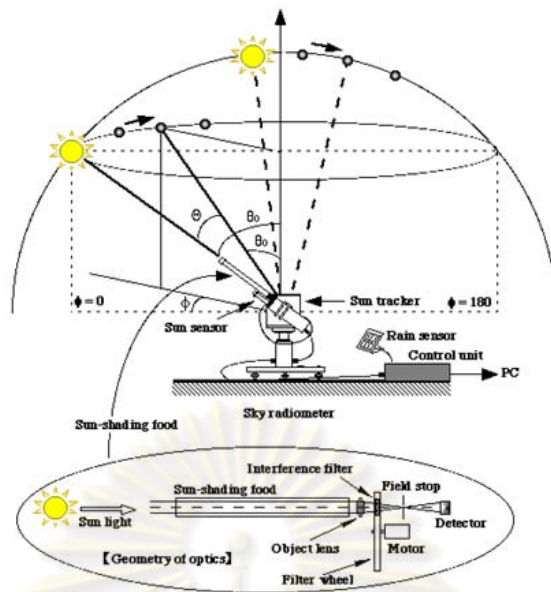 Θ
θ₀
θ₀
ϕ = 0
ϕ
ϕ = 180
Sun tracker
Sun sensor
Rain sensor
Control unit
PC
Sky radiometer
Sun-shading food
Interference filter
Field stop
Sun-shading food
Sun light
Detector
Object lens
Motor
【Geometry of optics】
Filter wheel